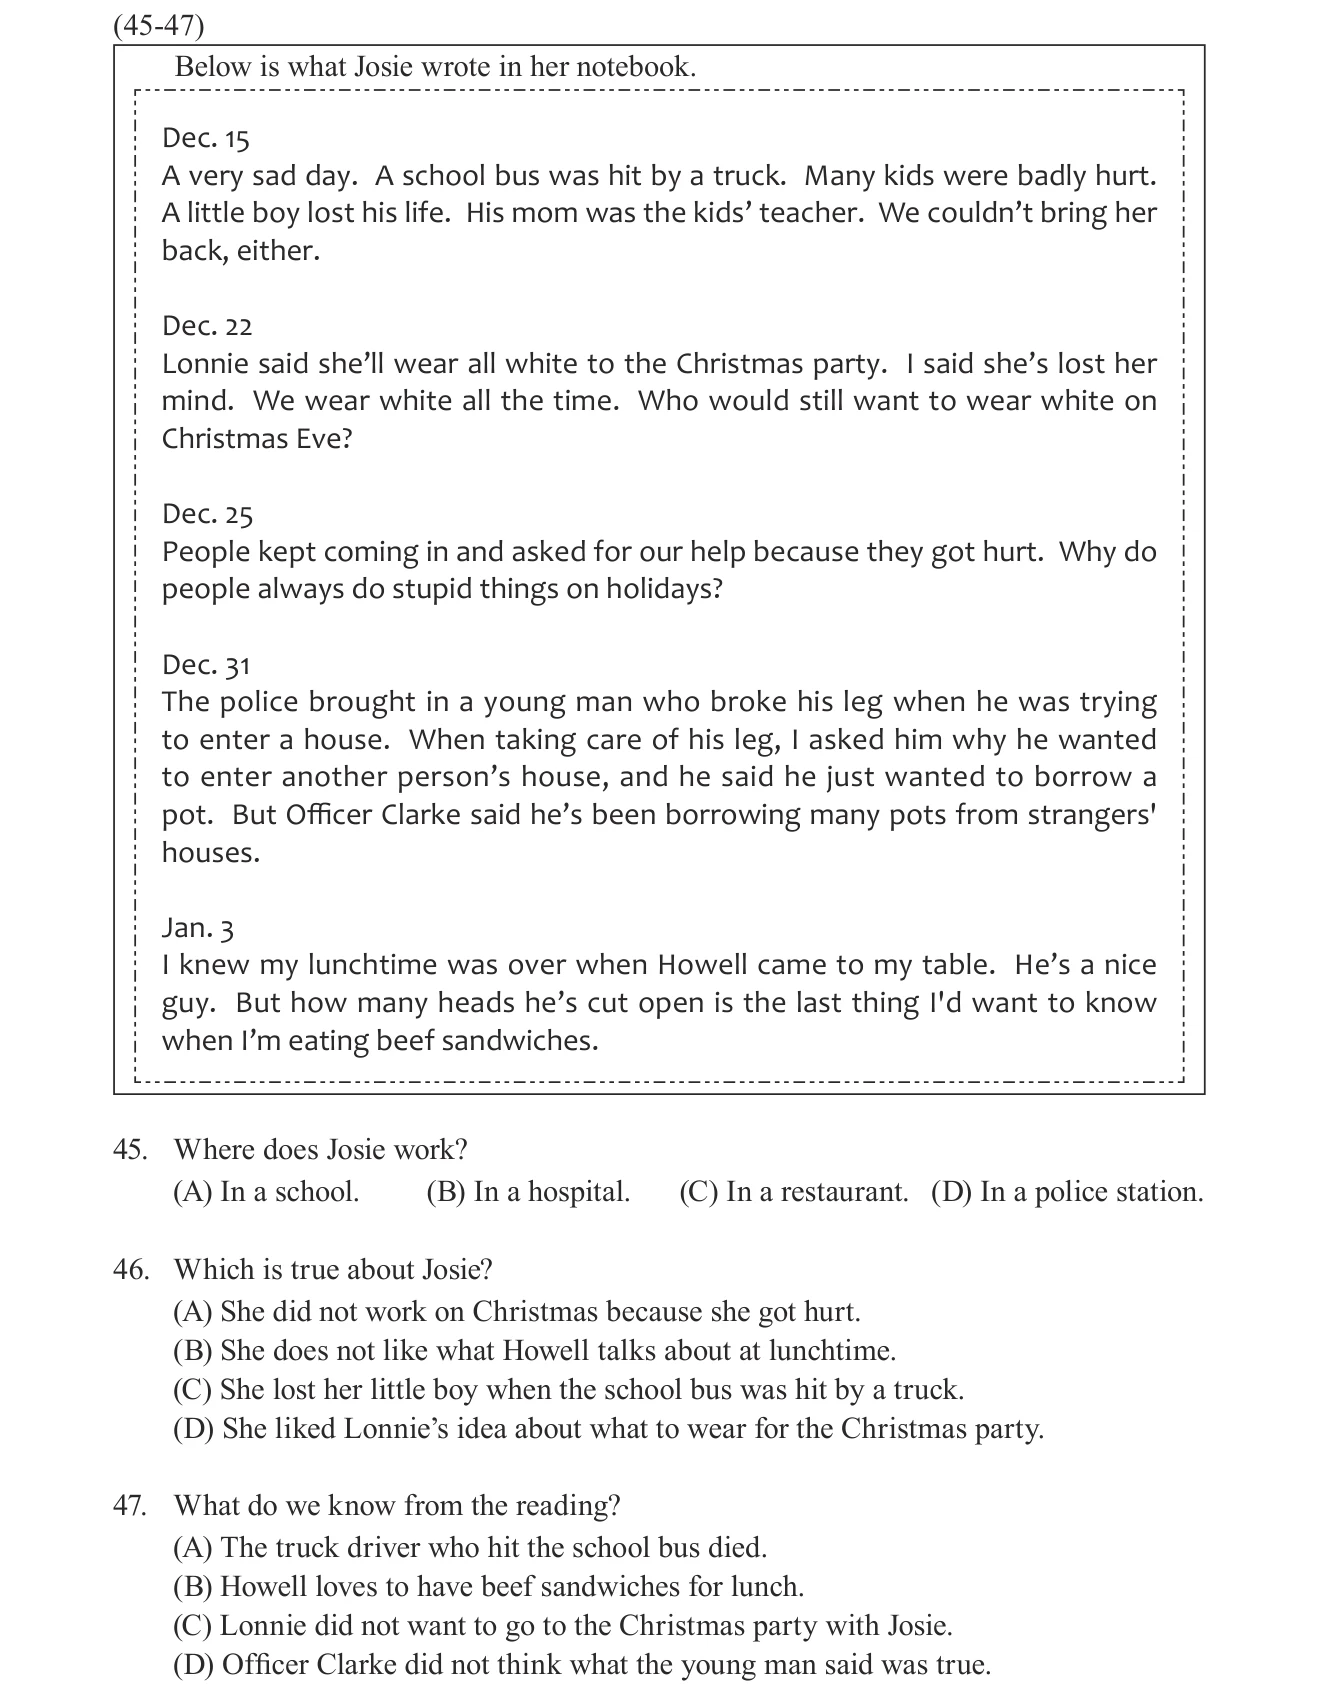 (45-47)
Below is what Josie wrote in her notebook.
Dec. 15
A very sad day.  A school bus was hit by a truck.  Many kids were badly hurt.
A little boy lost his life.  His mom was the kids’ teacher.  We couldn’t bring her
back, either.
Dec. 22
Lonnie said she’ll wear all white to the Christmas party.  I said she’s lost her
mind.  We wear white all the time.  Who would still want to wear white on
Christmas Eve?
Dec. 25
People kept coming in and asked for our help because they got hurt.  Why do
people always do stupid things on holidays?
Dec. 31
The police brought in a young man who broke his leg when he was trying
to enter a house.  When taking care of his leg, I asked him why he wanted
to enter another person’s house, and he said he just wanted to borrow a
pot.  But Officer Clarke said he’s been borrowing many pots from strangers'
houses.
Jan. 3
I knew my lunchtime was over when Howell came to my table.  He’s a nice
guy.  But how many heads he’s cut open is the last thing I'd want to know
when I’m eating beef sandwiches.
45. Where does Josie work?
(A) In a school. (B) In a hospital. (C) In a restaurant. (D) In a police station.
46. Which is true about Josie?
(A) She did not work on Christmas because she got hurt.
(B) She does not like what Howell talks about at lunchtime.
(C) She lost her little boy when the school bus was hit by a truck.
(D) She liked Lonnie’s idea about what to wear for the Christmas party.
47. What do we know from the reading?
(A) The truck driver who hit the school bus died.
(B) Howell loves to have beef sandwiches for lunch.
(C) Lonnie did not want to go to the Christmas party with Josie.
(D) Officer Clarke did not think what the young man said was true.